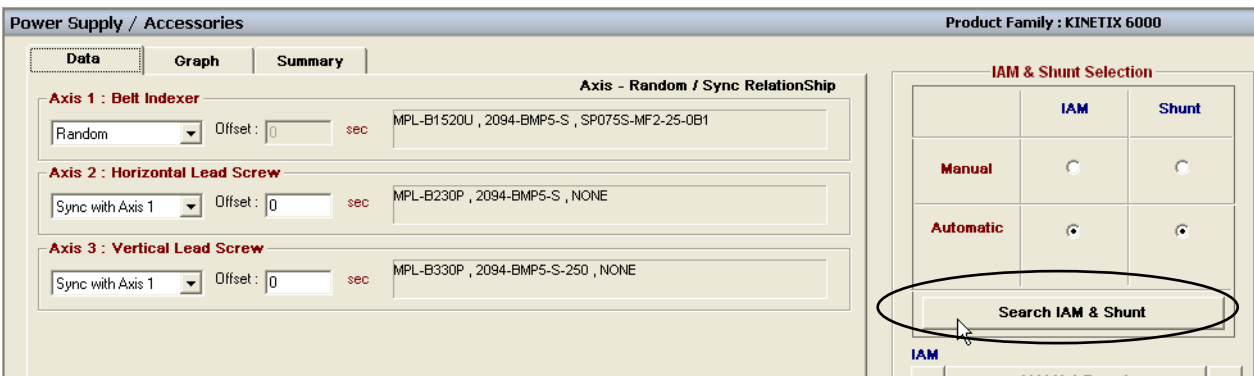 Power Supply / Accessories
Product Family : KINETIX 6000
Data
Graph
Summary
Axis - Random / Sync RelationShip
Axis 1 : Belt Indexer
Random
Offset : 0 sec
MPL-B1520U , 2094-BMP5-S , SP075S-MF2-25-0B1
Axis 2 : Horizontal Lead Screw
Sync with Axis 1
Offset : 0 sec
MPL-B230P , 2094-BMP5-S , NONE
Axis 3 : Vertical Lead Screw
Sync with Axis 1
Offset : 0 sec
MPL-B330P , 2094-BMP5-S-250 , NONE
IAM & Shunt Selection
IAM
Shunt
Manual
Automatic
Search IAM & Shunt
IAM